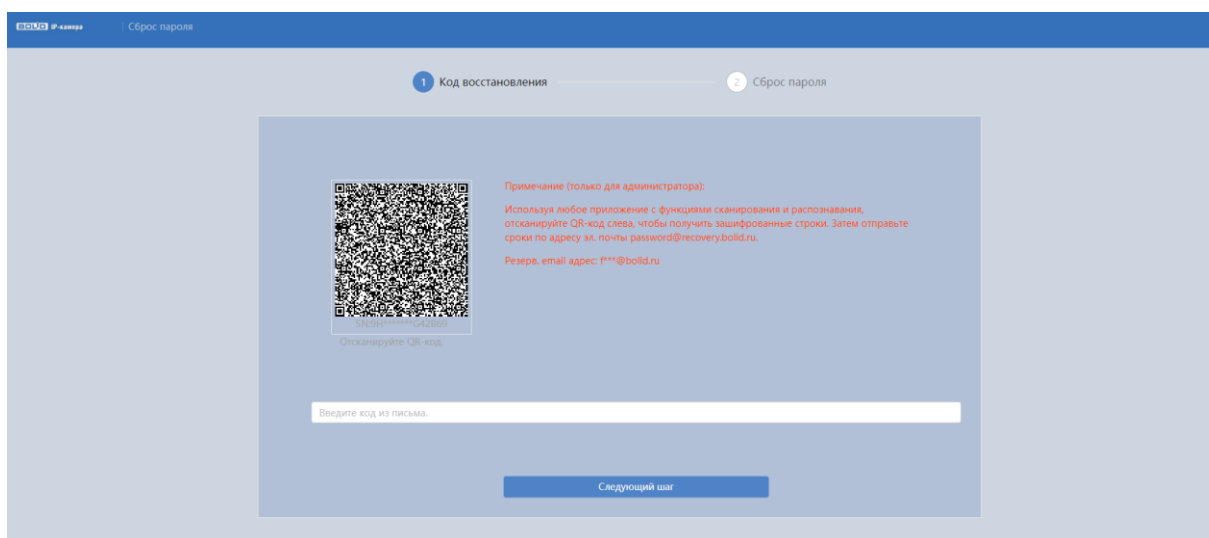 BOLID IP-камера | Сброс пароля
1 Код восстановления 2 Сброс пароля
Примечание (только для администратора):
Используя любое приложение с функциями сканирования и распознавания,
отсканируйте QR-код слева, чтобы получить зашифрованные строки. Затем отправьте
сроки по адресу эл. почты password@recovery.bolid.ru.
Резерв. email адрес: f***@bolid.ru
Отсканируйте QR-код.
Введите код из письма.
Следующий шаг